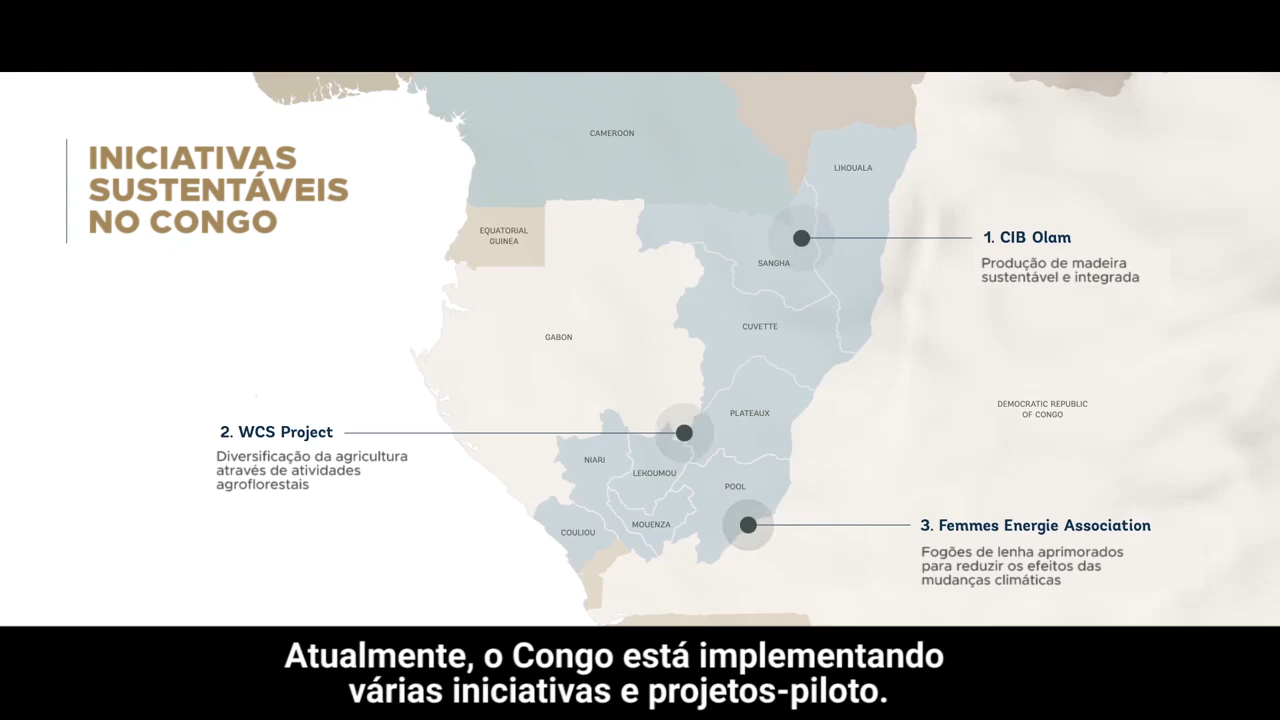 INICIATIVAS
SUSTENTÁVEIS
NO CONGO
CAMEROON
LIKOUALA
EQUATORIAL
GUINEA
SANGHA
1. CIB Olam
Produção de madeira
sustentável e integrada
CUVETTE
GABON
PLATEAUX
DEMOCRATIC REPUBLIC
OF CONGO
2. WCS Project
Diversificação da agricultura
através de atividades
agroflorestais
NIARI
LEKOUMOU
POOL
MOUENZA
COULIOU
3. Femmes Energie Association
Fogões de lenha aprimorados
para reduzir os efeitos das
mudanças climáticas
Atualmente, o Congo está implementando
várias iniciativas e projetos-piloto.